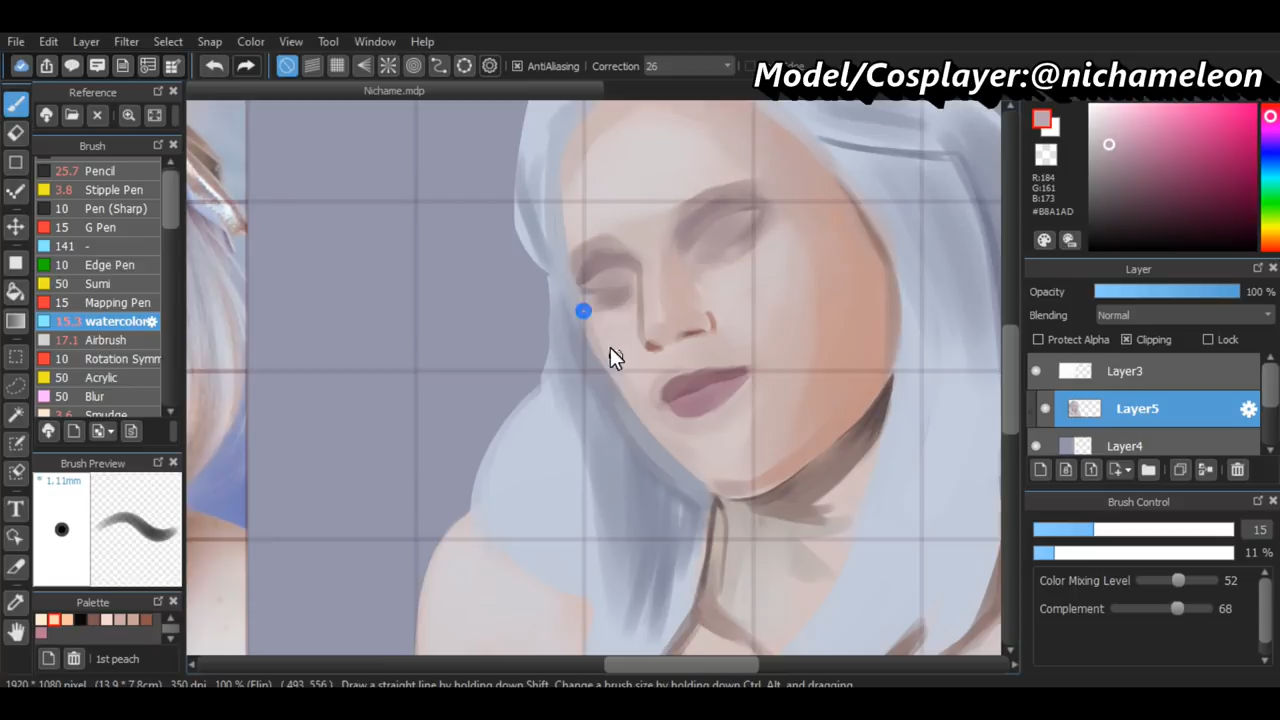 Model/Cosplayer:@nichameleon
File Edit Layer Filter Select Snap Color View Tool Window Help
AntiAliasing Correction 26
Reference
Nichame.mdp
Brush
25.7 Pencil
3.8 Stipple Pen
10 Pen (Sharp)
15 G Pen
141 -
10 Edge Pen
50 Sumi
15 Mapping Pen
15.3 watercolor
17.1 Airbrush
10 Rotation Symm
50 Acrylic
50 Blur
3.6 Smudge
Brush Preview
* 1.11mm
Palette
1st peach
R:184
G:161
B:173
#B8A1AD
Layer
Opacity 100 %
Blending Normal
Protect Alpha Clipping Lock
Layer3
Layer5
Layer4
Brush Control
15
11 %
Color Mixing Level 52
Complement 68
1920 * 1080 pixel (13.9 * 7.8cm) 350 dpi 100 % (Flip) ( 493, 556 ) Draw a straight line by holding down Shift, Change a brush size by holding down Ctrl, Alt, and dragging